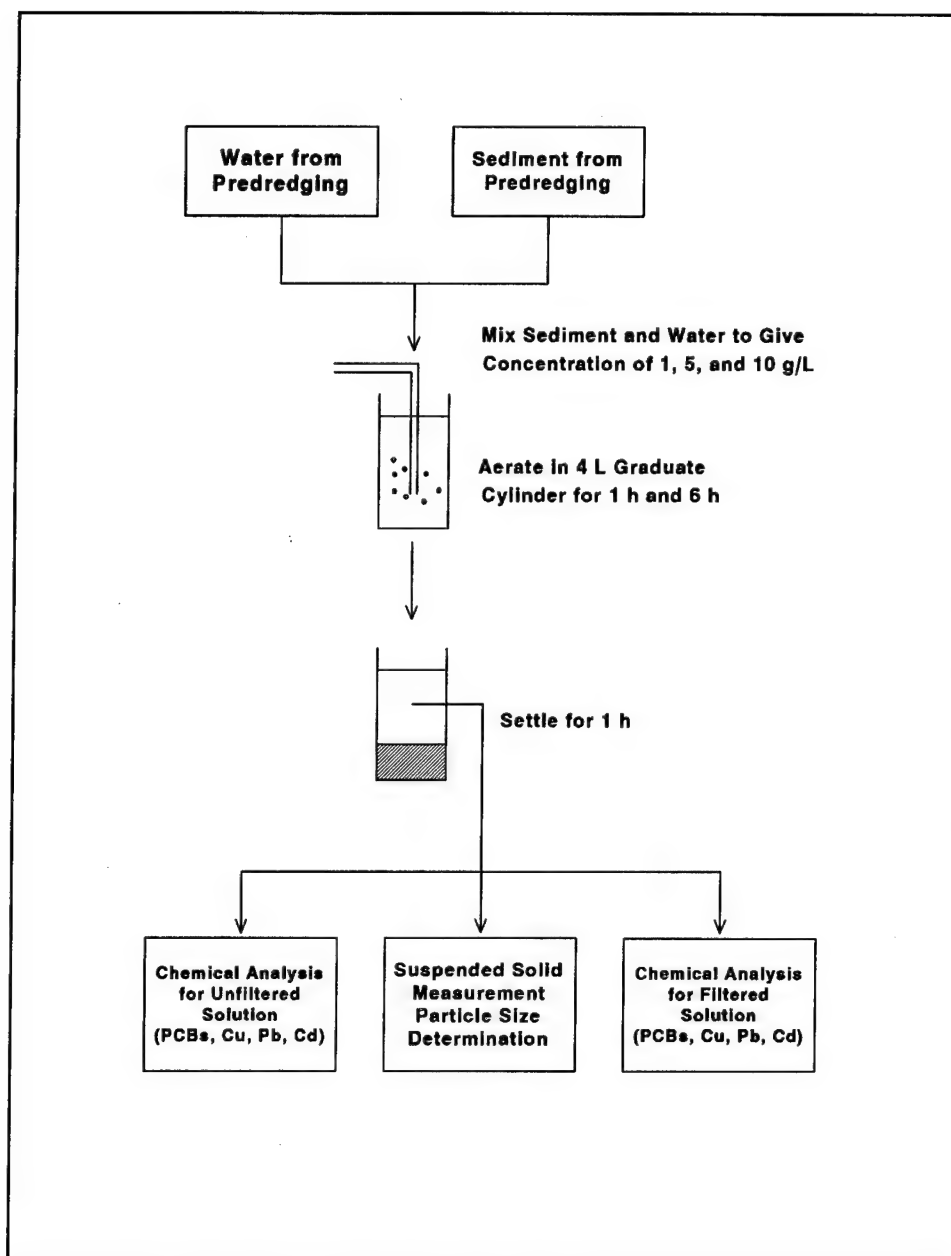 Water from
Predredging
Sediment from
Predredging
Mix Sediment and Water to Give
Concentration of 1, 5, and 10 g/L
Aerate in 4 L Graduate
Cylinder for 1 h and 6 h
Settle for 1 h
Chemical Analysis
for Unfiltered
Solution
(PCBs, Cu, Pb, Cd)
Suspended Solid
Measurement
Particle Size
Determination
Chemical Analysis
for Filtered
Solution
(PCBs, Cu, Pb, Cd)